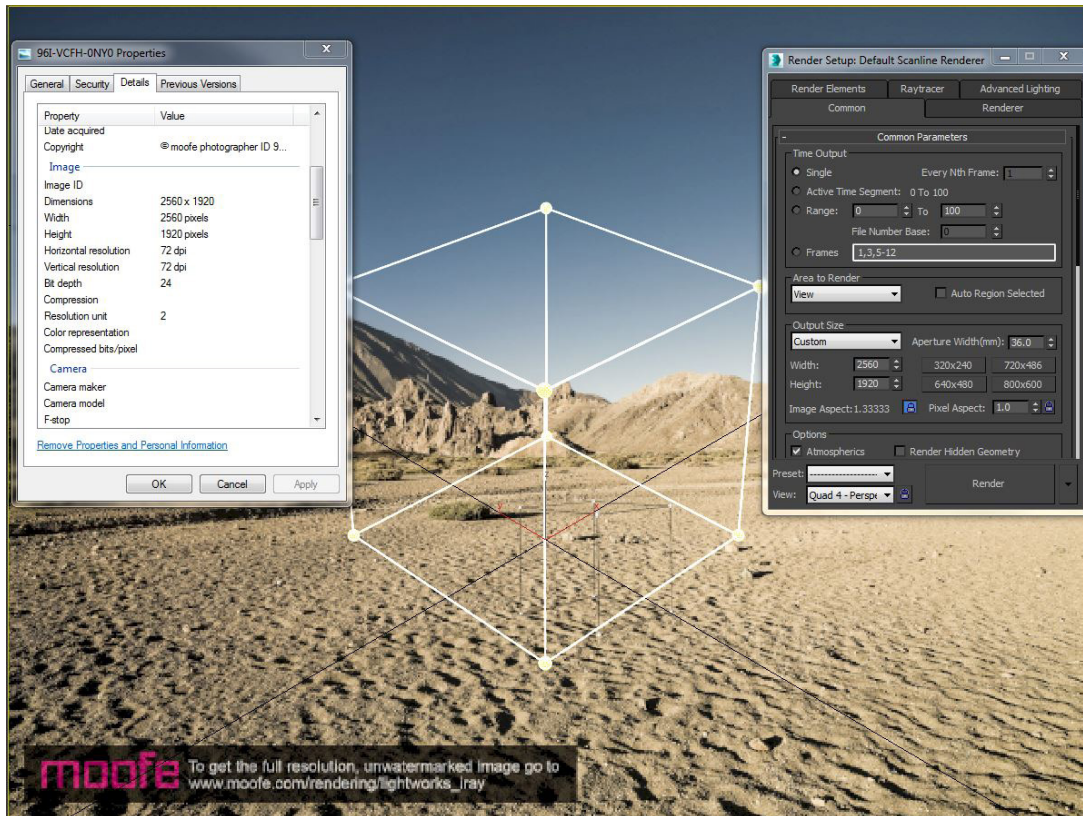 96I-VCFH-0NY0 Properties
General Security Details Previous Versions
Property Value
Date acquired
Copyright © moofe photographer ID 9...
Image
Image ID
Dimensions 2560 x 1920
Width 2560 pixels
Height 1920 pixels
Horizontal resolution 72 dpi
Vertical resolution 72 dpi
Bit depth 24
Compression
Resolution unit 2
Color representation
Compressed bits/pixel
Camera
Camera maker
Camera model
F-stop
Remove Properties and Personal Information
OK Cancel Apply
Render Setup: Default Scanline Renderer
Render Elements Raytracer Advanced Lighting
Common Renderer
- Common Parameters
Time Output
Single Every Nth Frame: 1
Active Time Segment: 0 To 100
Range: 0 To 100
File Number Base: 0
Frames 1,3,5-12
Area to Render
View Auto Region Selected
Output Size
Custom Aperture Width(mm): 36.0
Width: 2560 320x240 720x486
Height: 1920 640x480 800x600
Image Aspect: 1.33333 Pixel Aspect: 1.0
Options
Atmospherics Render Hidden Geometry
Preset: --------------------
View: Quad 4 - Perspe Render
moofe To get the full resolution, unwatermarked image go to
www.moofe.com/rendering/lightworks_iray